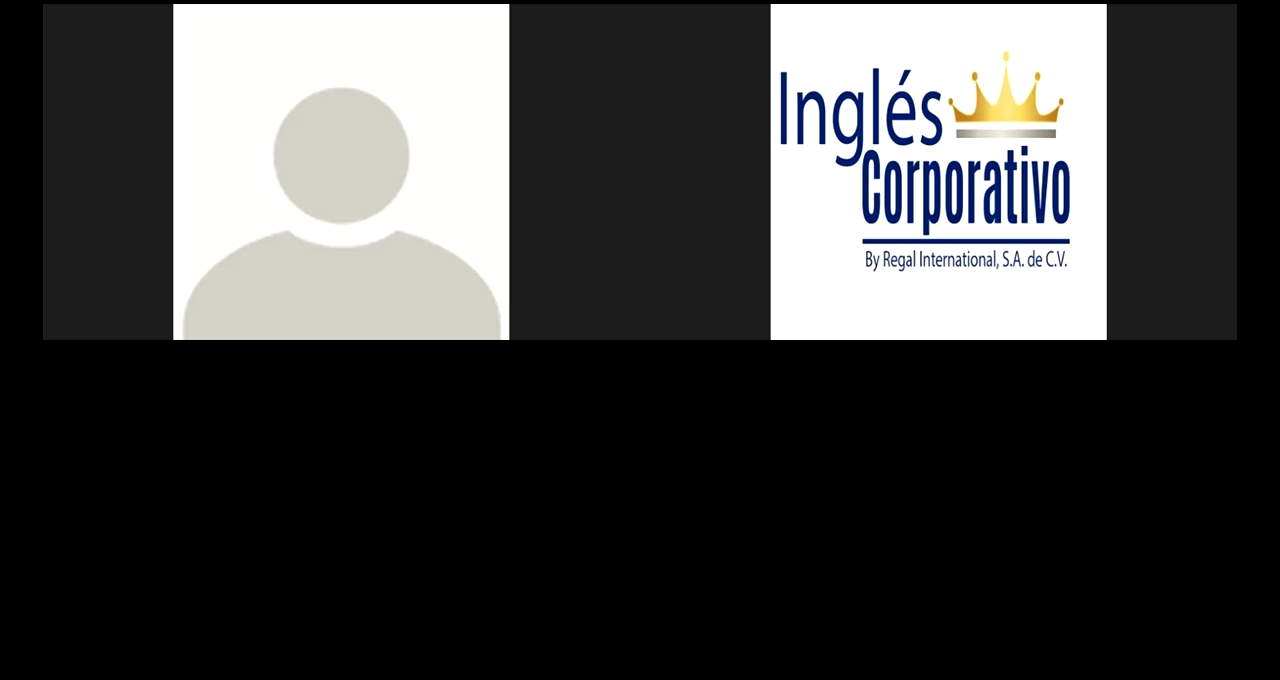 Inglés
Corporativo
By Regal International, S.A. de C.V.